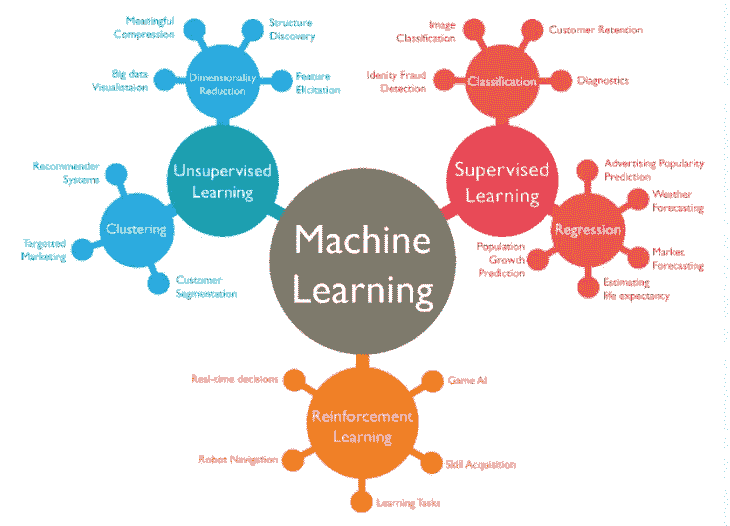 Meaningful
Compression
Structure
Discovery
Big data
Visualistaion
Dimensionality
Reduction
Feature
Elicitation
Unsupervised
Learning
Recommender
Systems
Clustering
Targetted
Marketing
Customer
Segmentation
Image
Classification
Customer Retention
Idenity Fraud
Detection
Classification
Diagnostics
Supervised
Learning
Advertising Popularity
Prediction
Weather
Forecasting
Regression
Population
Growth
Prediction
Market
Forecasting
Estimating
life expectancy
Machine
Learning
Real-time decisions
Game AI
Reinforcement
Learning
Robot Navigation
Skill Acquisition
Learning Tasks